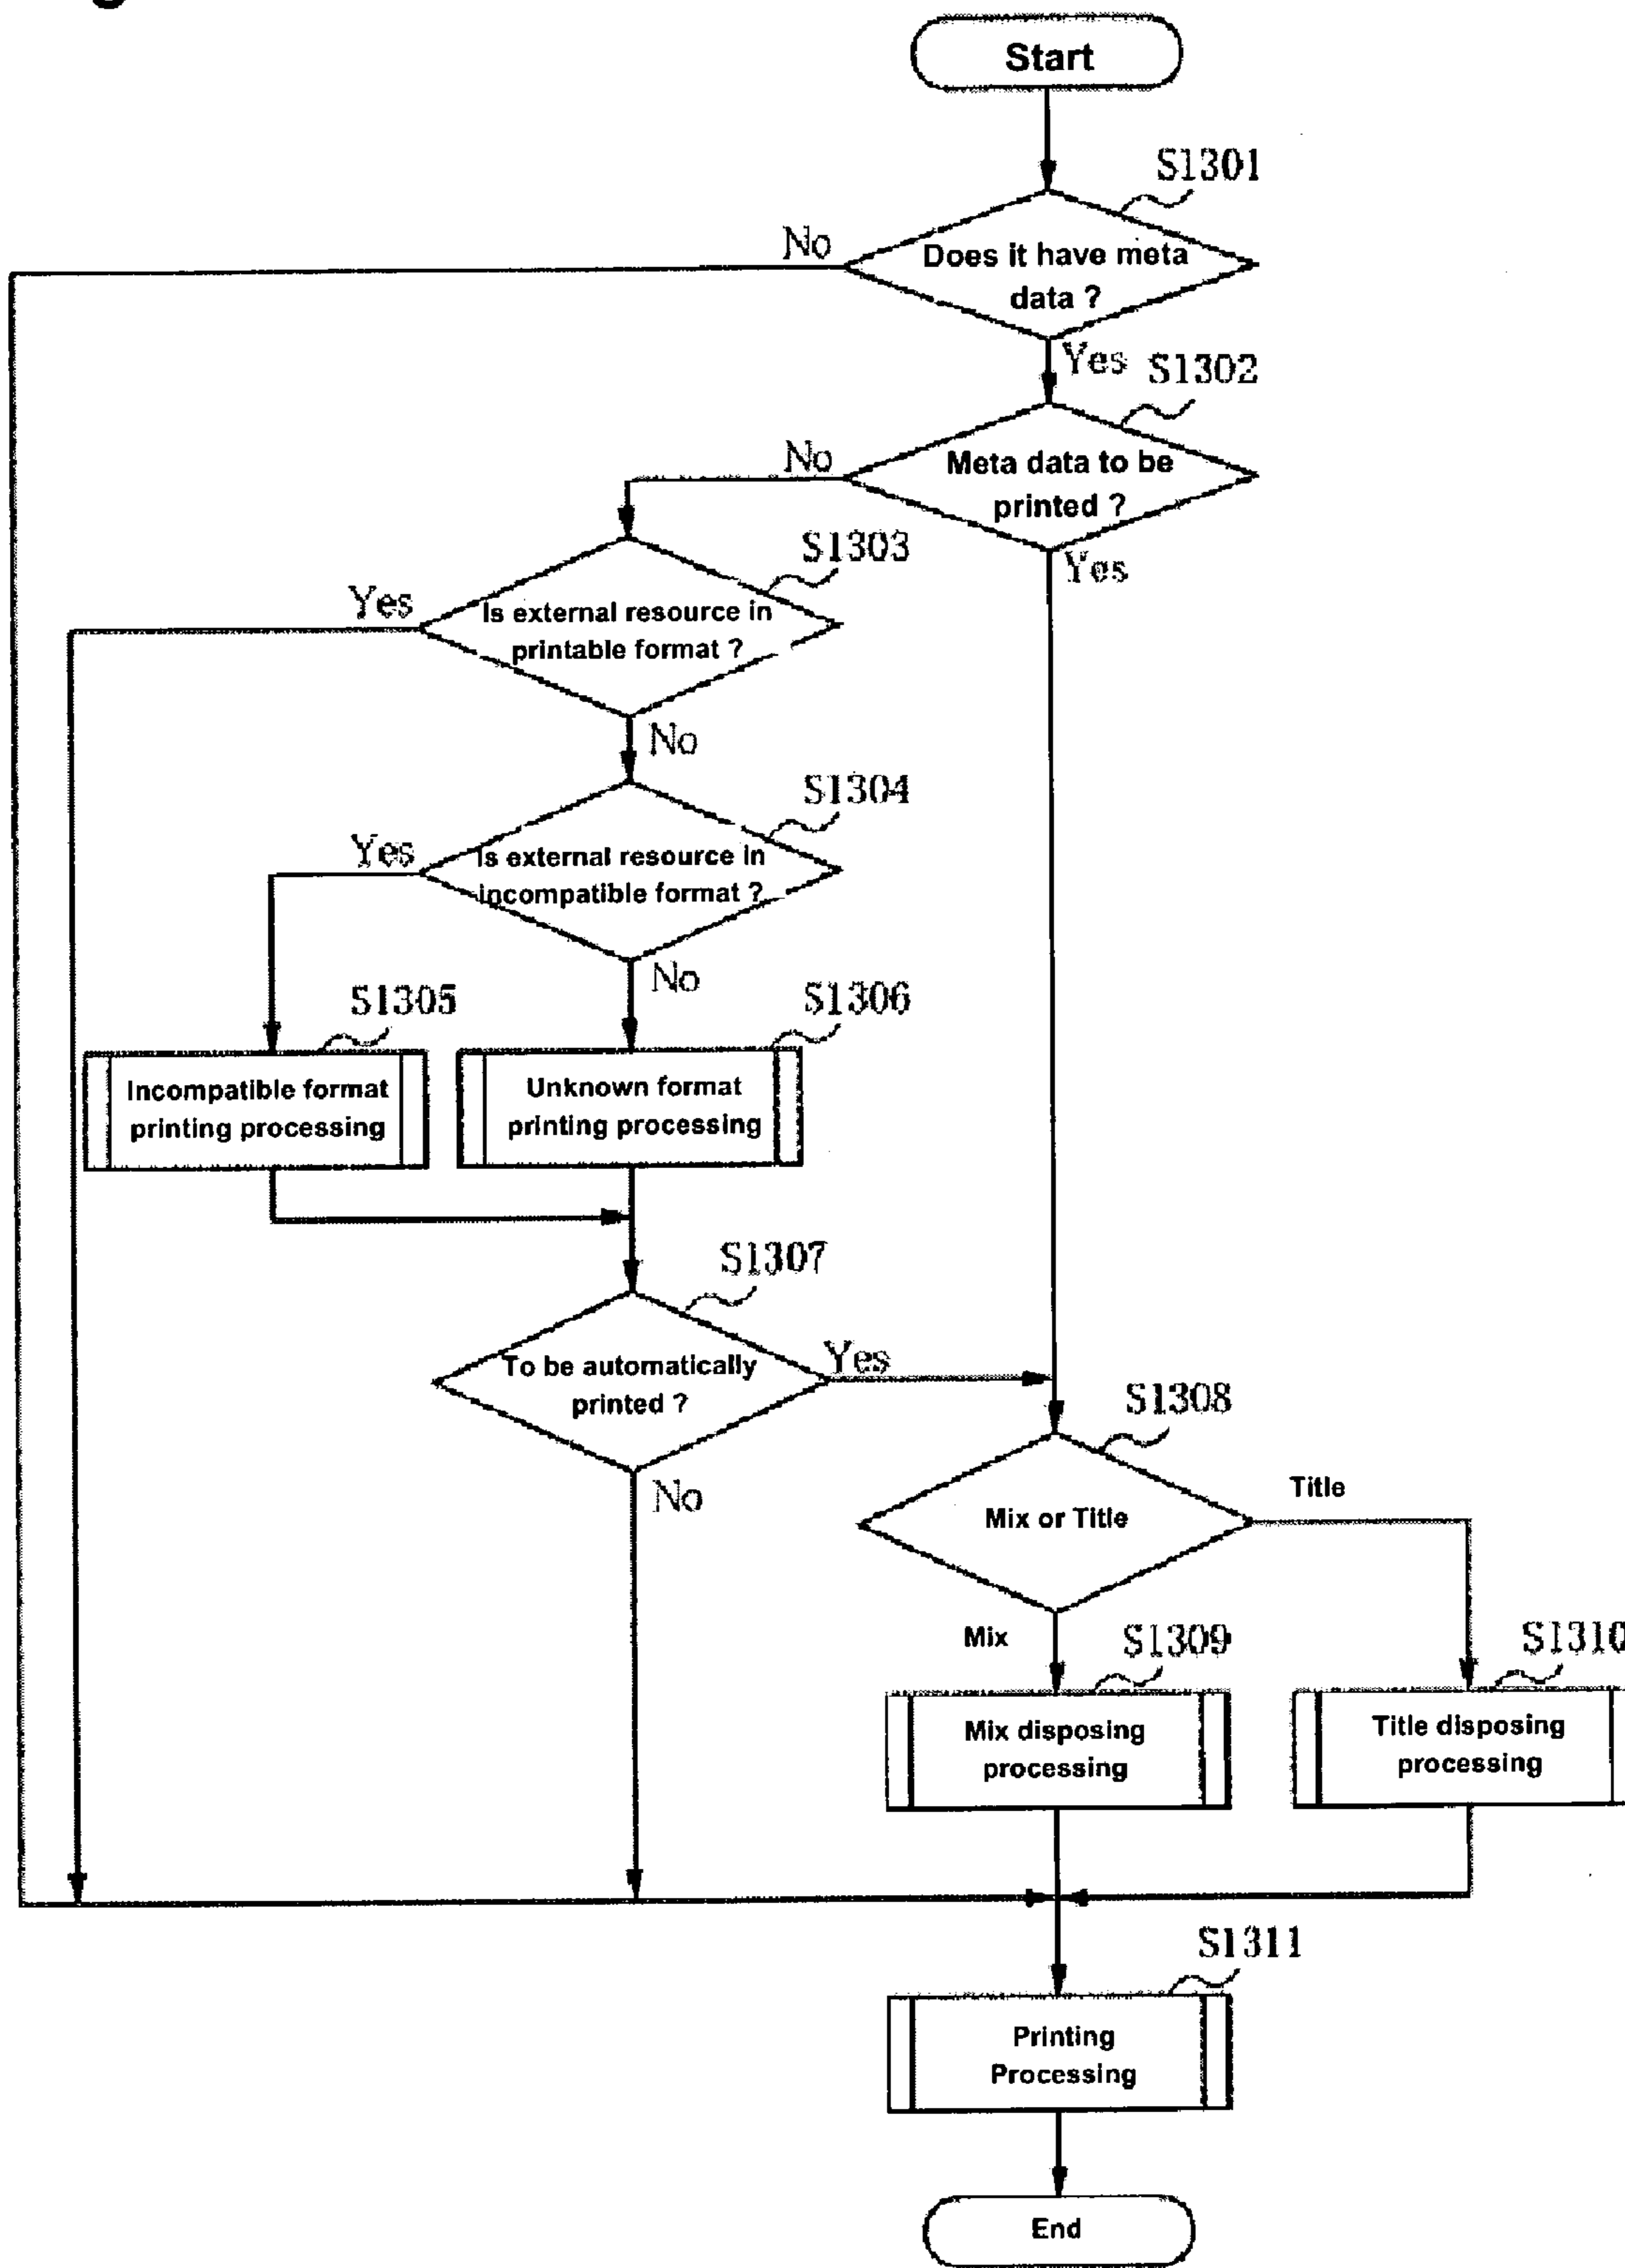 Start
S1301
No
Does it have meta
data ?
Yes
S1302
No
Meta data to be
printed ?
Yes
S1303
Yes
Is external resource in
printable format ?
No
S1304
Yes
Is external resource in
incompatible format ?
No
S1305
S1306
Incompatible format
printing processing
Unknown format
printing processing
S1307
To be automatically
printed ?
Yes
No
S1308
Mix or Title
Title
Mix
S1309
S1310
Mix disposing
processing
Title disposing
processing
S1311
Printing
Processing
End